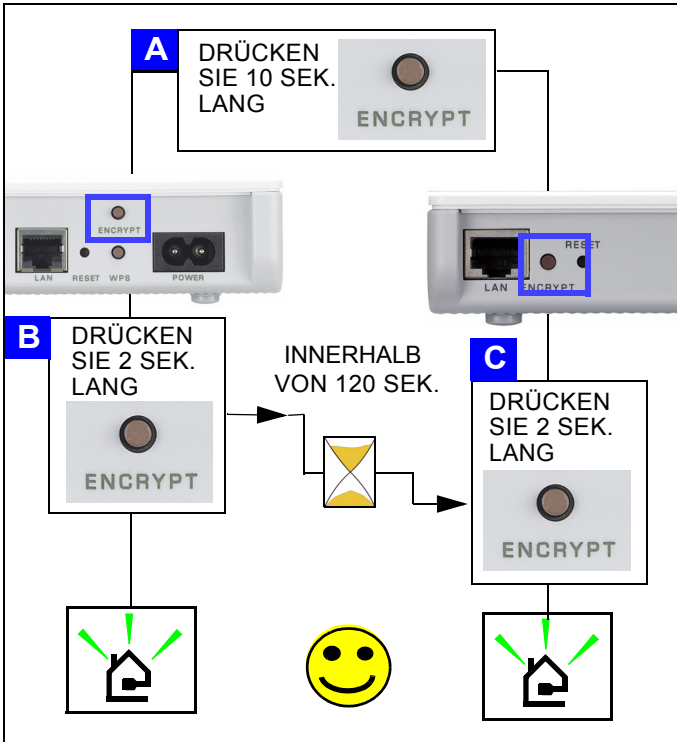 A
DRÜCKEN
SIE 10 SEK.
LANG
ENCRYPT
ENCRYPT
LAN RESET WPS POWER
RESET
LAN ENCRYPT
B
DRÜCKEN
SIE 2 SEK.
LANG
ENCRYPT
INNERHALB
VON 120 SEK.
C
DRÜCKEN
SIE 2 SEK.
LANG
ENCRYPT